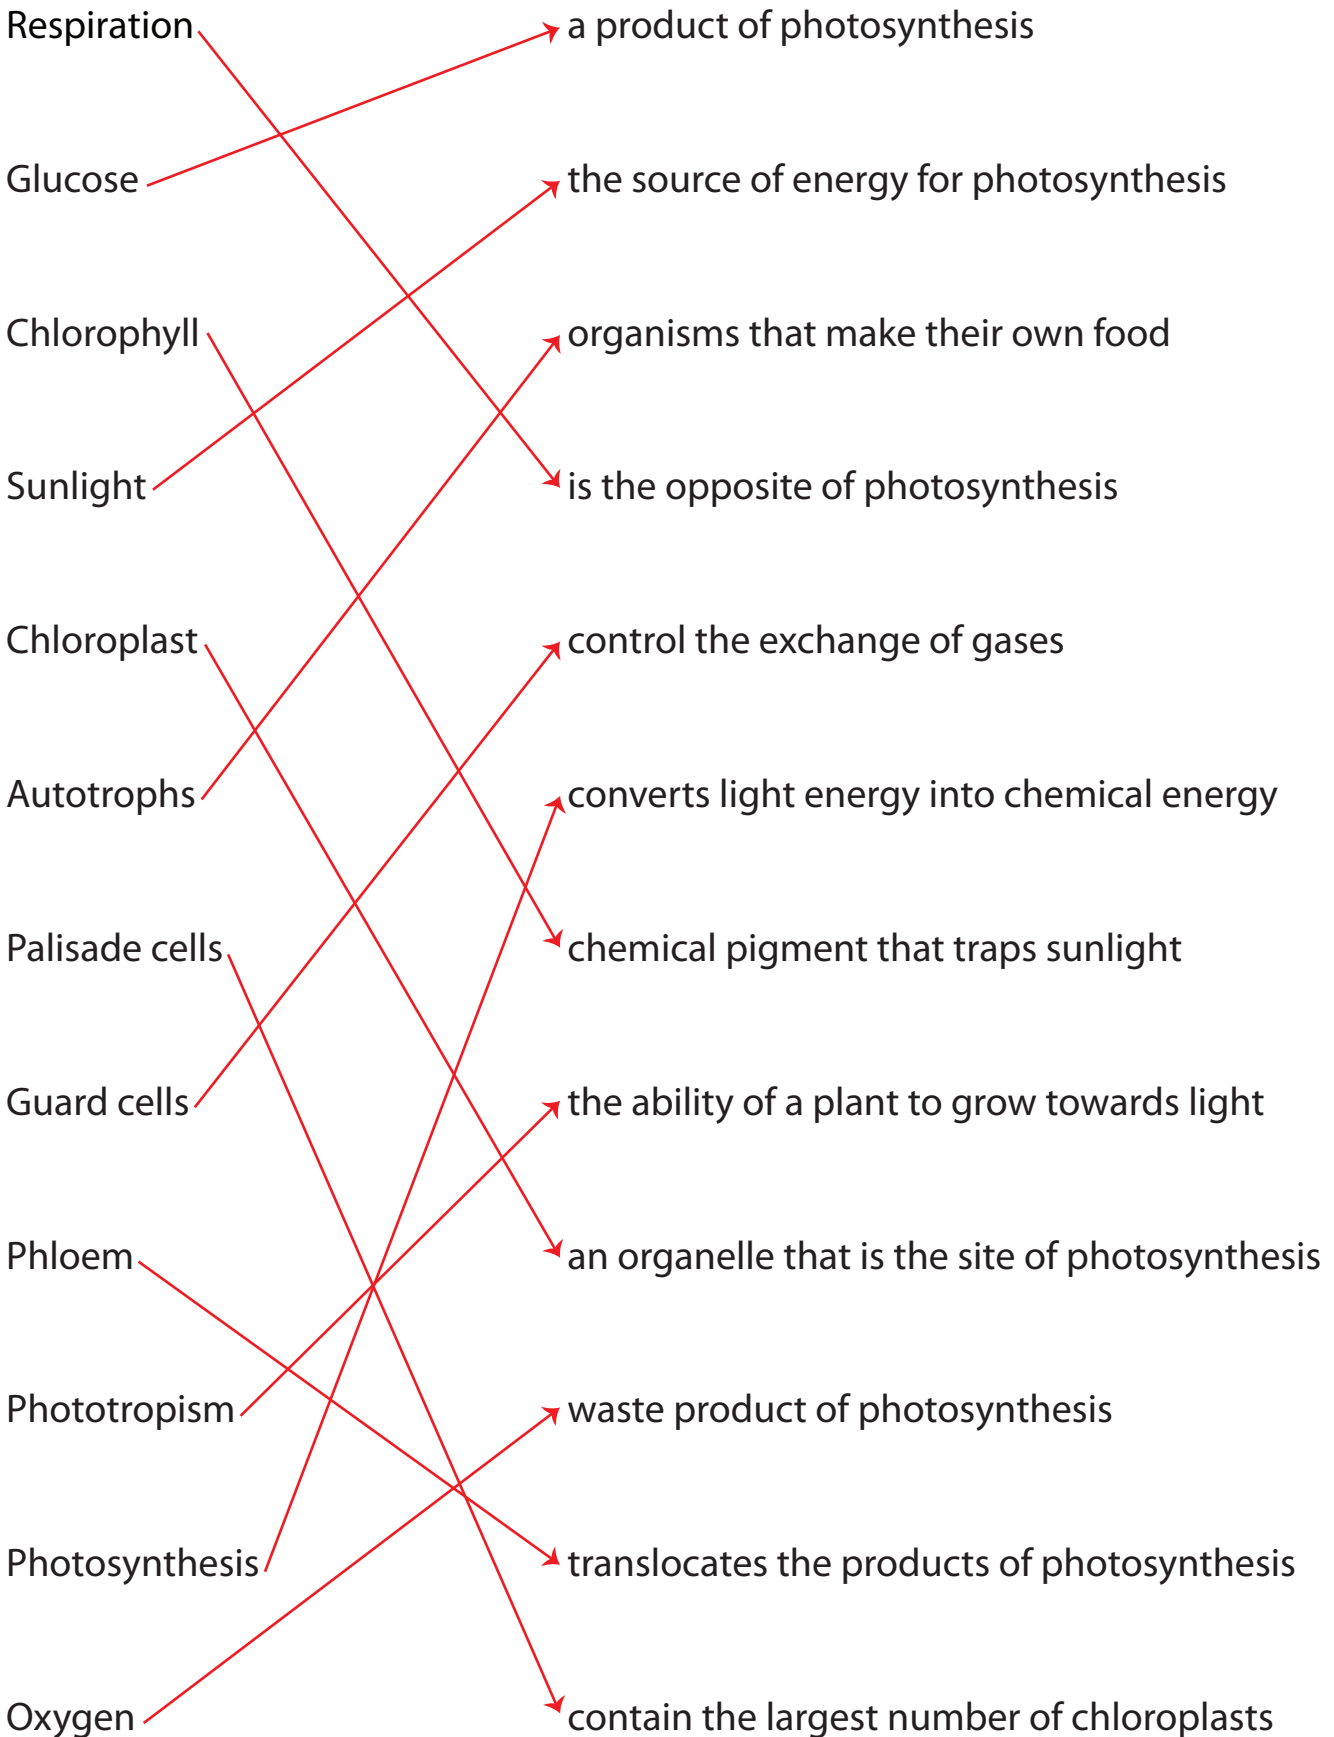 Respiration a product of photosynthesis
Glucose the source of energy for photosynthesis
Chlorophyll organisms that make their own food
Sunlight is the opposite of photosynthesis
Chloroplast control the exchange of gases
Autotrophs converts light energy into chemical energy
Palisade cells chemical pigment that traps sunlight
Guard cells the ability of a plant to grow towards light
Phloem an organelle that is the site of photosynthesis
Phototropism waste product of photosynthesis
Photosynthesis translocates the products of photosynthesis
Oxygen contain the largest number of chloroplasts